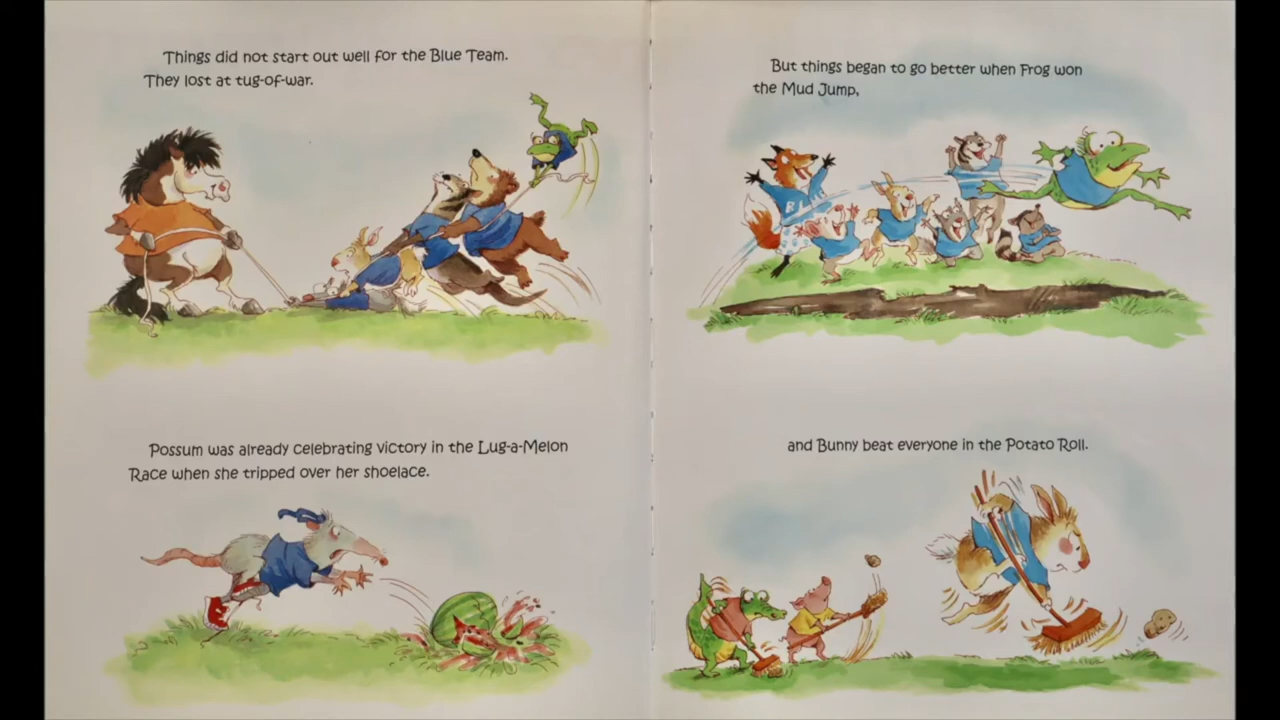 Things did not start out well for the Blue Team.
They lost at tug-of-war.
Possum was already celebrating victory in the Lug-a-Melon
Race when she tripped over her shoelace.
But things began to go better when Frog won
the Mud Jump,
BLU
and Bunny beat everyone in the Potato Roll.